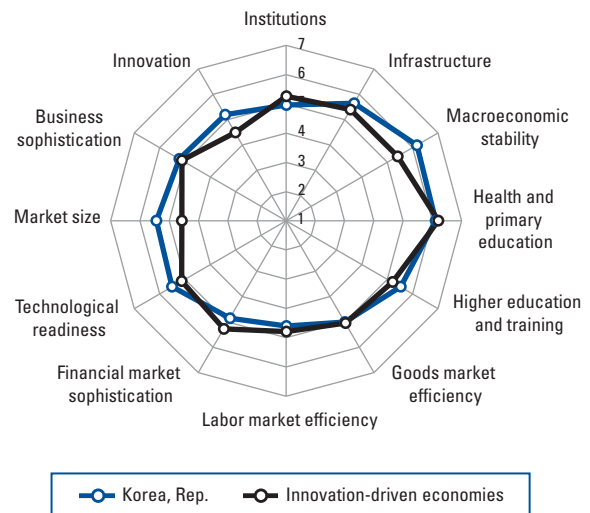 Institutions
Innovation
Infrastructure
Business
sophistication
Macroeconomic
stability
Market size
Health and
primary
education
Technological
readiness
Higher education
and training
Financial market
sophistication
Goods market
efficiency
Labor market efficiency
7
6
4
3
2
1
Korea, Rep.
Innovation-driven economies